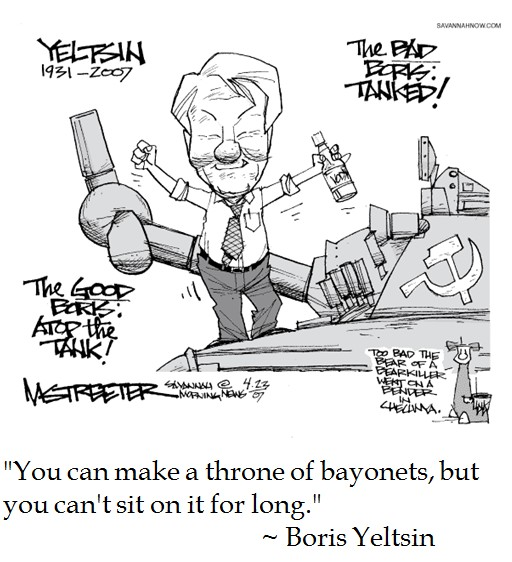 SAVANNAHNOW.COM
YELTSIN
1931-2007
The BAD
BORIS:
TANKED!
VODKA
The GOOD
BORIS:
ATOP the
TANK!
TOO BAD THE
BEAR OF A
BEARKILLER
WENT ON A
BENDER
IN
CHECHNYA.
M.STREETER
SAVANNAH @ 4.23
MORNING NEWS '07
"You can make a throne of bayonets, but
you can't sit on it for long."
~ Boris Yeltsin